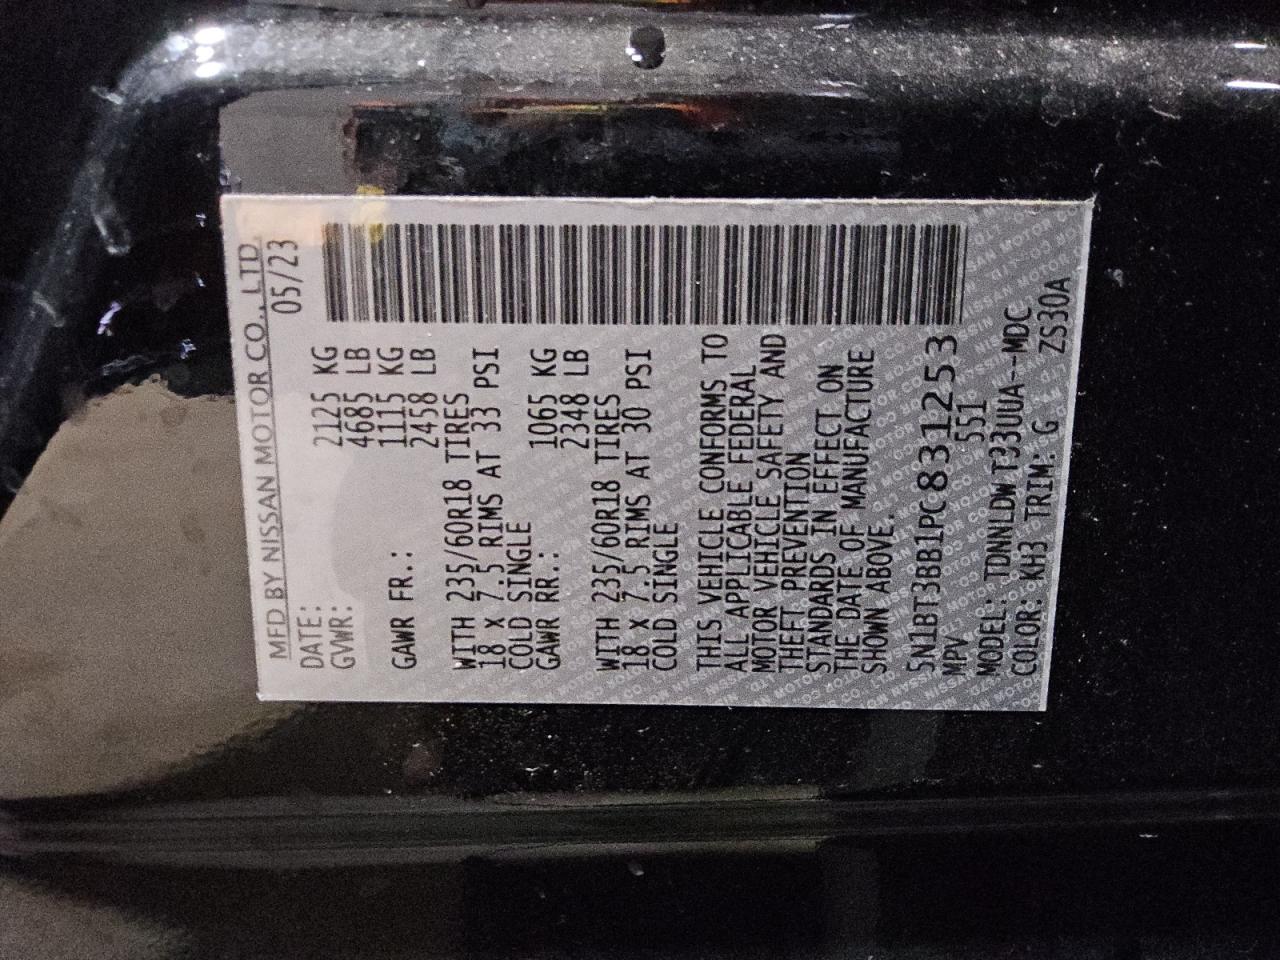 MFD BY NISSAN MOTOR CO., LTD.
DATE: 05/23
GVWR: 2125 KG
4685 LB
GAWR FR.: 1115 KG
2458 LB
WITH 235/60R18 TIRES
18 x 7.5 RIMS AT 33 PSI
COLD SINGLE
GAWR RR.: 1065 KG
2348 LB
WITH 235/60R18 TIRES
18 x 7.5 RIMS AT 30 PSI
COLD SINGLE
THIS VEHICLE CONFORMS TO
ALL APPLICABLE FEDERAL
MOTOR VEHICLE SAFETY AND
THEFT PREVENTION
STANDARDS IN EFFECT ON
THE DATE OF MANUFACTURE
SHOWN ABOVE.
5N1BT3BB1PC831253
MPV 551
MODEL: TDNNLDW T33UUA--MDC
COLOR: KH3 TRIM: G ZS30A